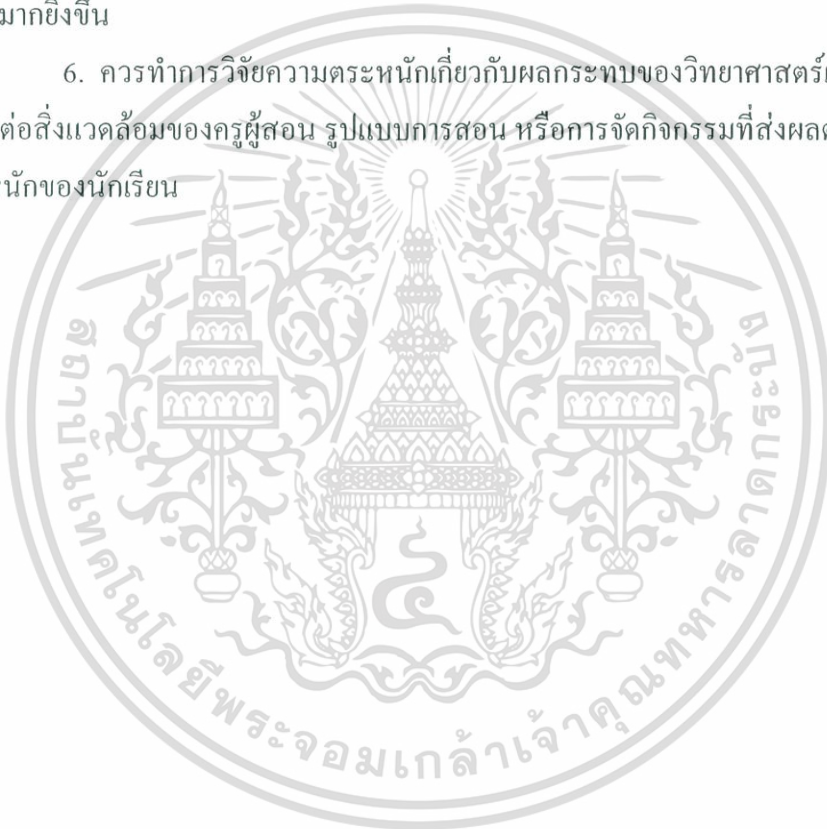 มากยิ่งขึ้น
6. ควรทำการวิจัยความตระหนักเกี่ยวกับผลกระทบของวิทยาศาสตร์
ต่อสิ่งแวดล้อมของครูผู้สอน รูปแบบการสอน หรือการจัดกิจกรรมที่ส่งผล
นักของนักเรียน
สถาบันเทคโนโลยีพระจอมเกล้าเจ้าคุณทหารลาดกระบัง